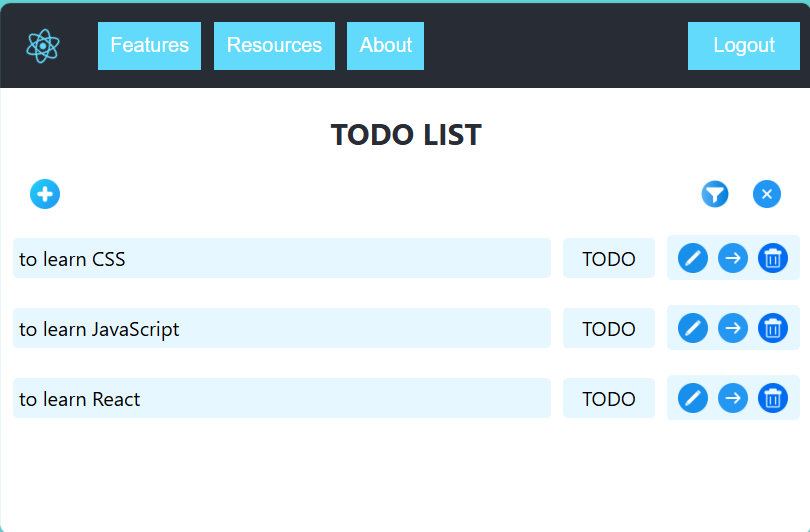 Features Resources About Logout
TODO LIST
to learn CSS TODO
to learn JavaScript TODO
to learn React TODO